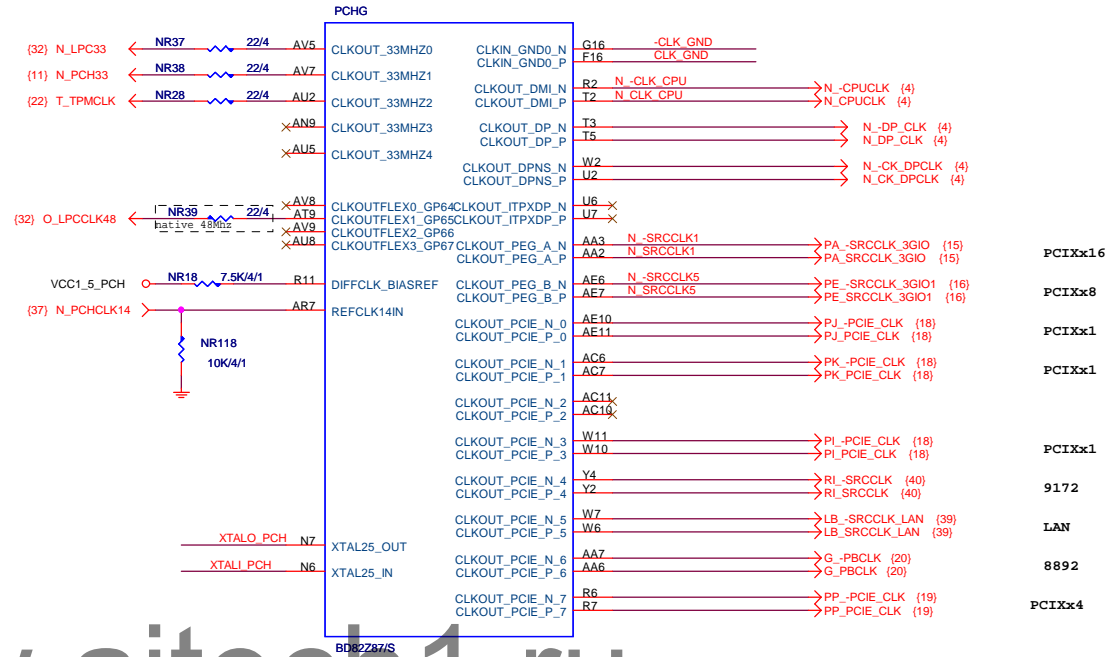 PCHG
{32} N_LPC33 NR37 22/4 AV5 CLKOUT_33MHZ0
{11} N_PCH33 NR38 22/4 AV7 CLKOUT_33MHZ1
{22} T_TPMCLK NR28 22/4 AU2 CLKOUT_33MHZ2
AN9 CLKOUT_33MHZ3
AU5 CLKOUT_33MHZ4
AV8 CLKOUTFLEX0_GP64
{32} O_LPCCLK48 NR39 22/4 AT9 CLKOUTFLEX1_GP65
native 48Mhz AV9 CLKOUTFLEX2_GP66
AU8 CLKOUTFLEX3_GP67
VCC1_5_PCH NR18 7.5K/4/1 R11 DIFFCLK_BIASREF
{37} N_PCHCLK14 AR7 REFCLK14IN
NR118
10K/4/1
XTALO_PCH N7 XTAL25_OUT
XTALI_PCH N6 XTAL25_IN
CLKIN_GND0_N G16 -CLK_GND
CLKIN_GND0_P F16 CLK_GND
CLKOUT_DMI_N R2 N_-CLK_CPU N_-CPUCLK {4}
CLKOUT_DMI_P T2 N_CLK_CPU N_CPUCLK {4}
CLKOUT_DP_N T3 N_-DP_CLK {4}
CLKOUT_DP_P T5 N_DP_CLK {4}
CLKOUT_DPNS_N W2 N_-CK_DPCLK {4}
CLKOUT_DPNS_P U2 N_CK_DPCLK {4}
CLKOUT_ITPXDP_N U6
CLKOUT_ITPXDP_P U7
CLKOUT_PEG_A_N AA3 N_-SRCCLK1 PA_-SRCCLK_3GIO {15}
CLKOUT_PEG_A_P AA2 N_SRCCLK1 PA_SRCCLK_3GIO {15}
PCIXx16
CLKOUT_PEG_B_N AE6 N_-SRCCLK5 PE_-SRCCLK_3GIO1 {16}
CLKOUT_PEG_B_P AE7 N_SRCCLK5 PE_SRCCLK_3GIO1 {16}
PCIXx8
CLKOUT_PCIE_N_0 AE10 PJ_-PCIE_CLK {18}
CLKOUT_PCIE_P_0 AE11 PJ_PCIE_CLK {18}
PCIXx1
CLKOUT_PCIE_N_1 AC6 PK_-PCIE_CLK {18}
CLKOUT_PCIE_P_1 AC7 PK_PCIE_CLK {18}
PCIXx1
CLKOUT_PCIE_N_2 AC11
CLKOUT_PCIE_P_2 AC10
CLKOUT_PCIE_N_3 W11 PI_-PCIE_CLK {18}
CLKOUT_PCIE_P_3 W10 PI_PCIE_CLK {18}
PCIXx1
CLKOUT_PCIE_N_4 Y4 RI_-SRCCLK {40}
CLKOUT_PCIE_P_4 Y2 RI_SRCCLK {40}
9172
CLKOUT_PCIE_N_5 W7 LB_-SRCCLK_LAN {39}
CLKOUT_PCIE_P_5 W6 LB_SRCCLK_LAN {39}
LAN
CLKOUT_PCIE_N_6 AA7 G_-PBCLK {20}
CLKOUT_PCIE_P_6 AA6 G_PBCLK {20}
8892
CLKOUT_PCIE_N_7 R6 PP_-PCIE_CLK {19}
CLKOUT_PCIE_P_7 R7 PP_PCIE_CLK {19}
PCIXx4
BD82Z87/S